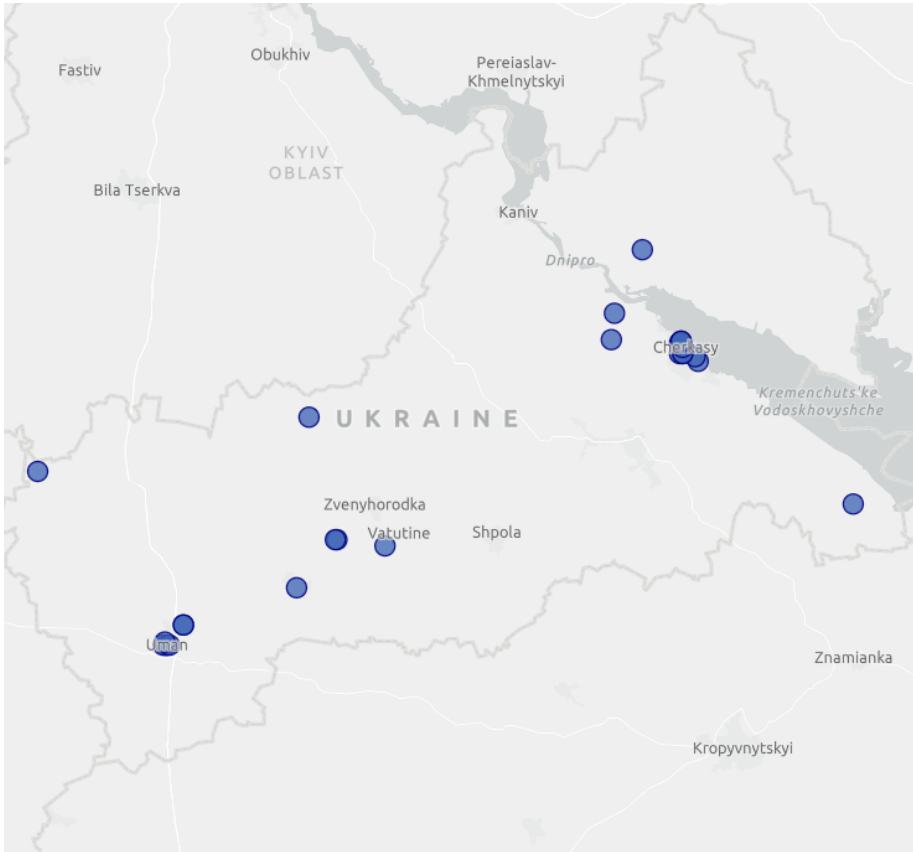 Obukhiv
Fastiv
Pereiaslav-
Khmelnytskyi
KYIV
OBLAST
Bila Tserkva
Kaniv
Dnipro
Cherkasy
Kremenchuts'ke
Vodoskhovyshche
UKRAINE
Zvenyhorodka
Vatutine
Shpola
Uman
Znamianka
Kropyvnytskyi